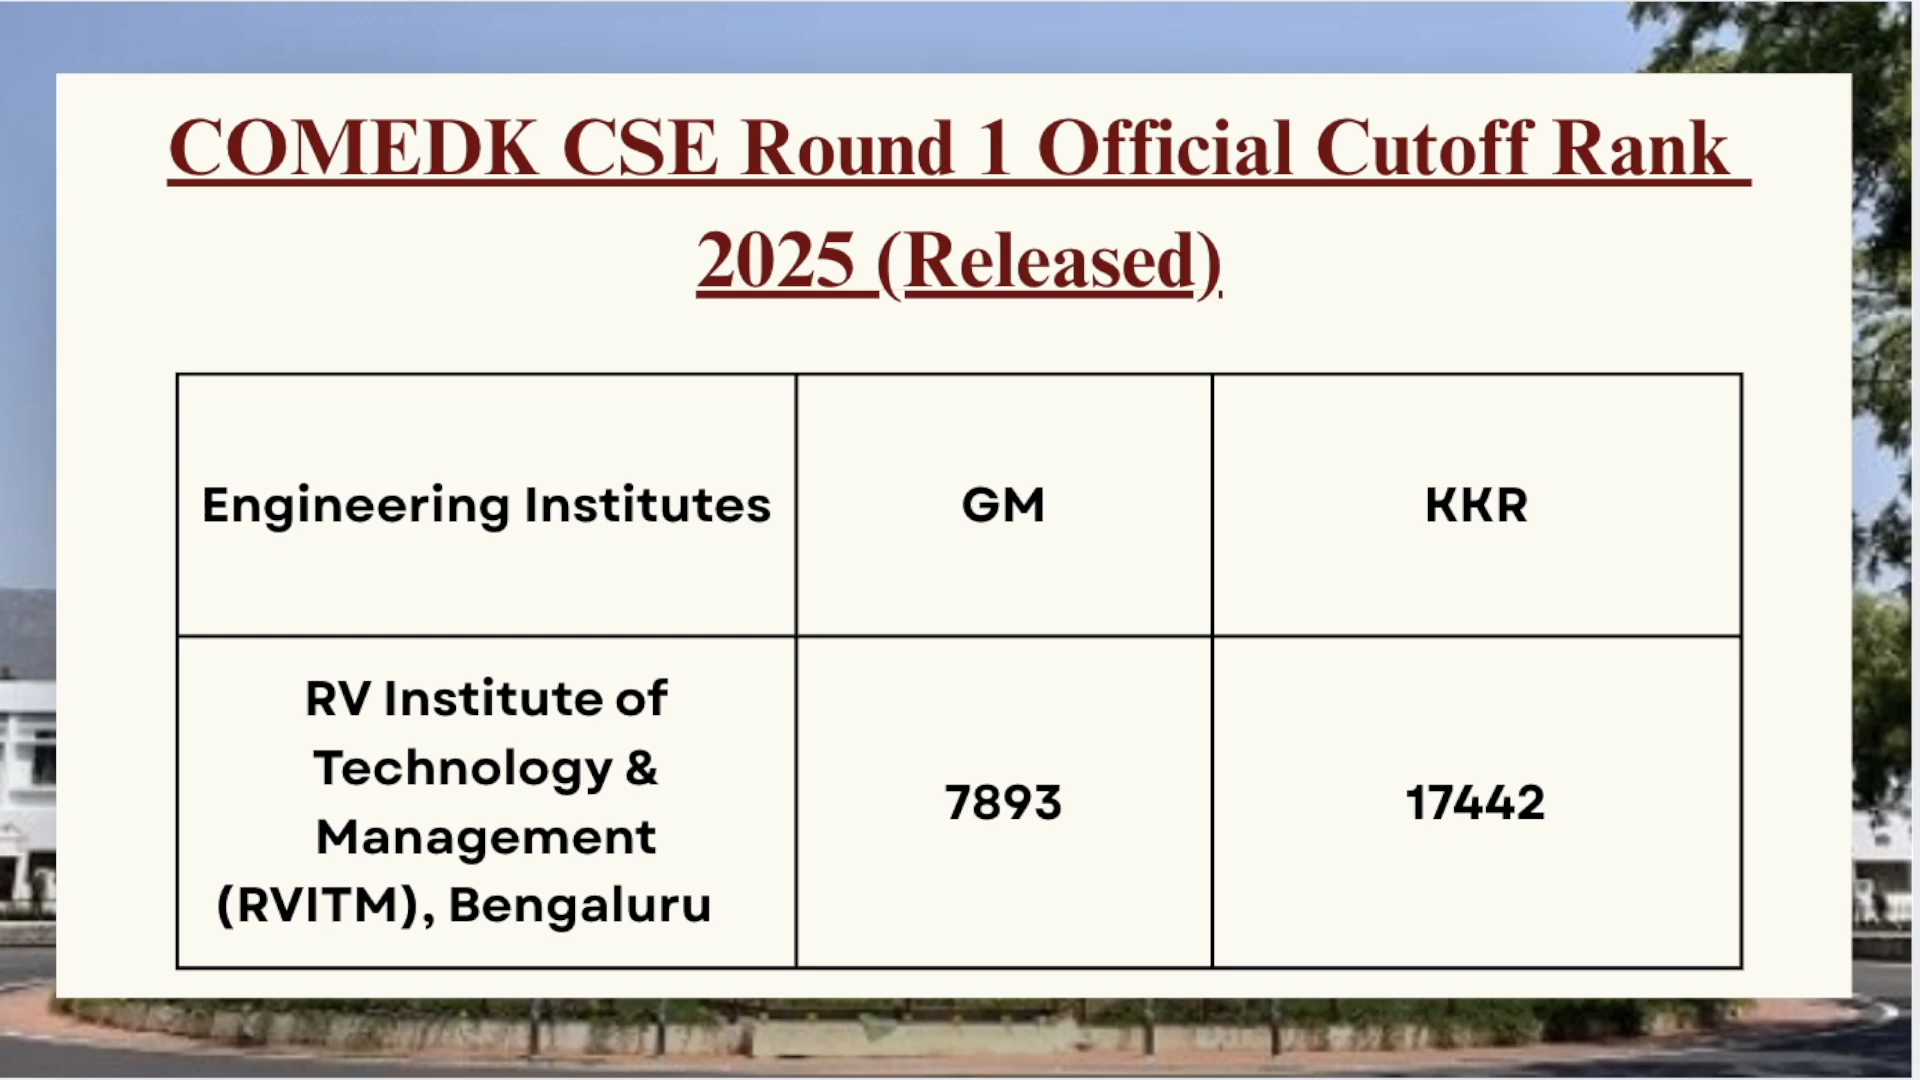 COMEDK CSE Round 1 Official Cutoff Rank
2025 (Released)
Engineering Institutes
GM
KKR
RV Institute of
Technology &
Management
(RVITM), Bengaluru
7893
17442